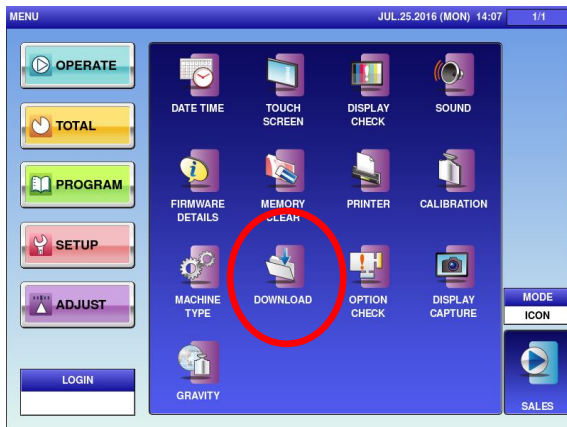 MENU
JUL.25.2016 (MON) 14:07
1/1
OPERATE
TOTAL
PROGRAM
SETUP
ADJUST
LOGIN
DATE TIME
TOUCH
SCREEN
DISPLAY
CHECK
SOUND
FIRMWARE
DETAILS
MEMORY
CLEAR
PRINTER
CALIBRATION
MACHINE
TYPE
DOWNLOAD
OPTION
CHECK
DISPLAY
CAPTURE
GRAVITY
MODE
ICON
SALES